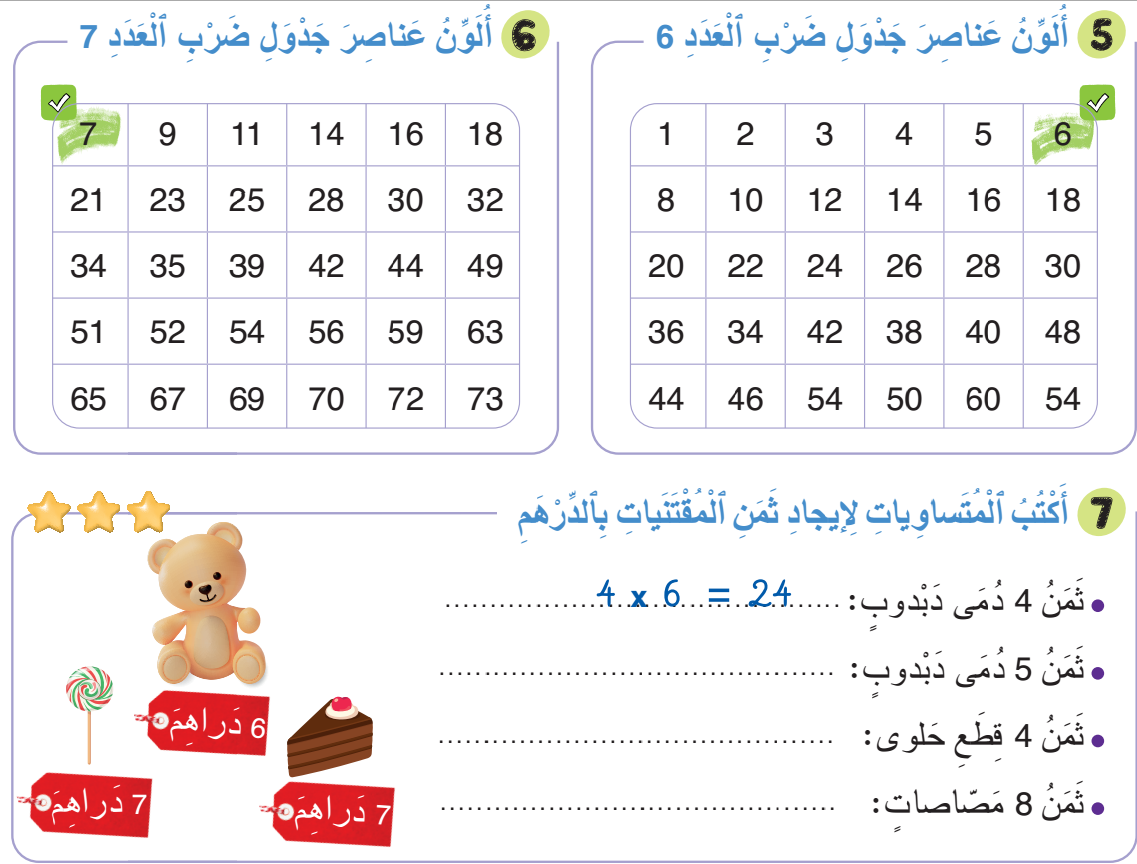 5 أُلَوِّنُ عَناصِرَ جَدْوَلِ ضَرْبِ ٱلْعَدَدِ 6
1 2 3 4 5 6
8 10 12 14 16 18
20 22 24 26 28 30
36 34 42 38 40 48
44 46 54 50 60 54
6 أُلَوِّنُ عَناصِرَ جَدْوَلِ ضَرْبِ ٱلْعَدَدِ 7
7 9 11 14 16 18
21 23 25 28 30 32
34 35 39 42 44 49
51 52 54 56 59 63
65 67 69 70 72 73
7 أَكْتُبُ ٱلْمُتَساوِياتِ لِإيجادِ ثَمَنِ ٱلْمُقْتَنَياتِ بِٱلدِّرْهَمِ
• ثَمَنُ 4 دُمَى دَبْدوبٍ: 4 x 6 = 24
• ثَمَنُ 5 دُمَى دَبْدوبٍ: ........................
• ثَمَنُ 4 قِطَعِ حَلوى: ........................
• ثَمَنُ 8 مَصّاصاتٍ: ........................
6 دَراهِمَ
7 دَراهِمَ
7 دَراهِمَ